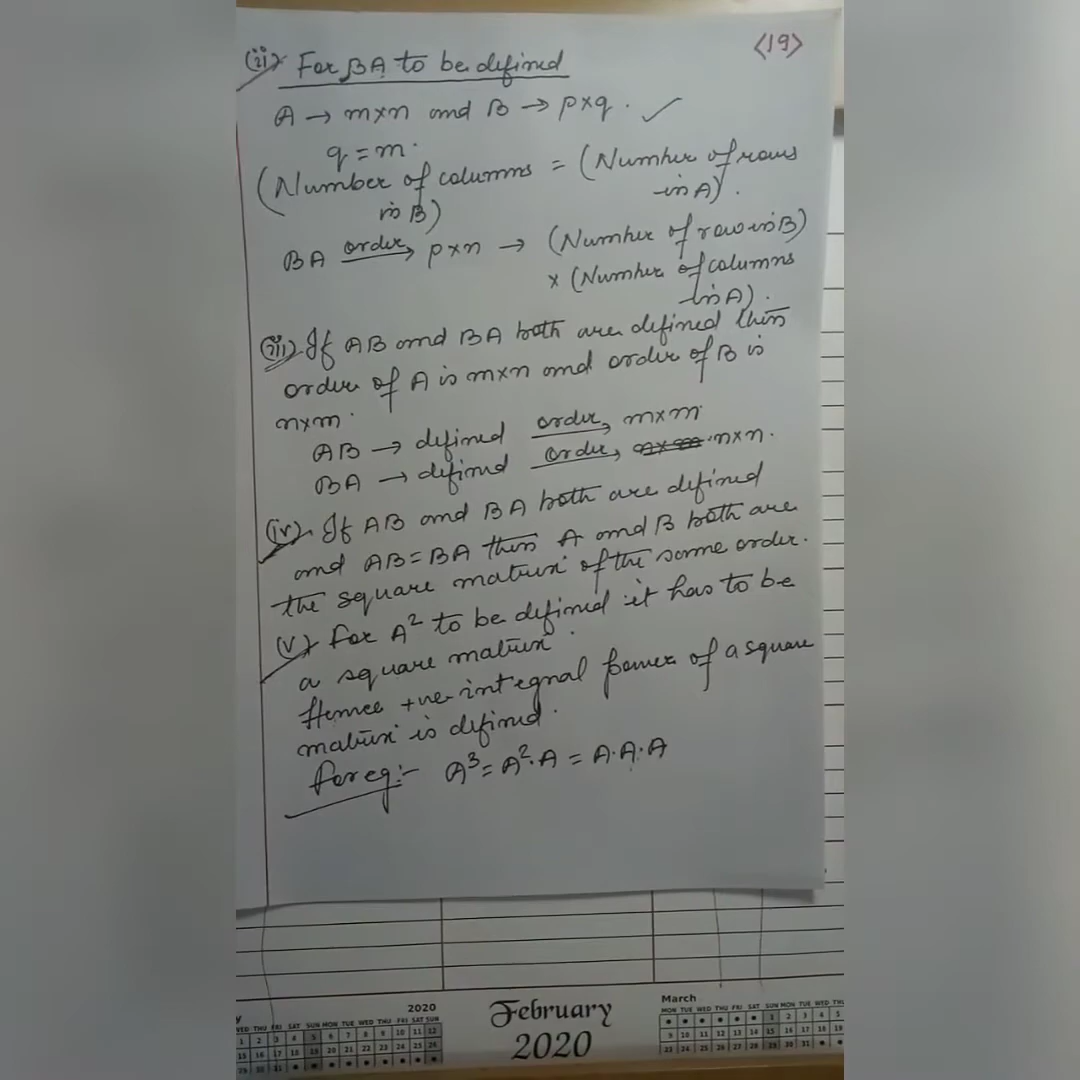 <19>
(ii) For BA to be defined
A → m×n and B → p×q. ✓
q = m.
(Number of columns = (Number of rows
in B) in A).
BA order→ p×n → (Number of row in B)
× (Number of columns
in A).
(iii) If AB and BA both are defined then
order of A is m×n and order of B is
n×m.
AB → defined order→ m×m
BA → defined order→ n×n.
(iv). If AB and BA both are defined
and AB = BA then A and B both are
the square matrix of the same order.
(v) For A² to be defined it has to be
a square matrix.
Hence +ve integral power of a square
matrix is defined.
For eg:- A³ = A².A = A.A.A
2020 February March
2020